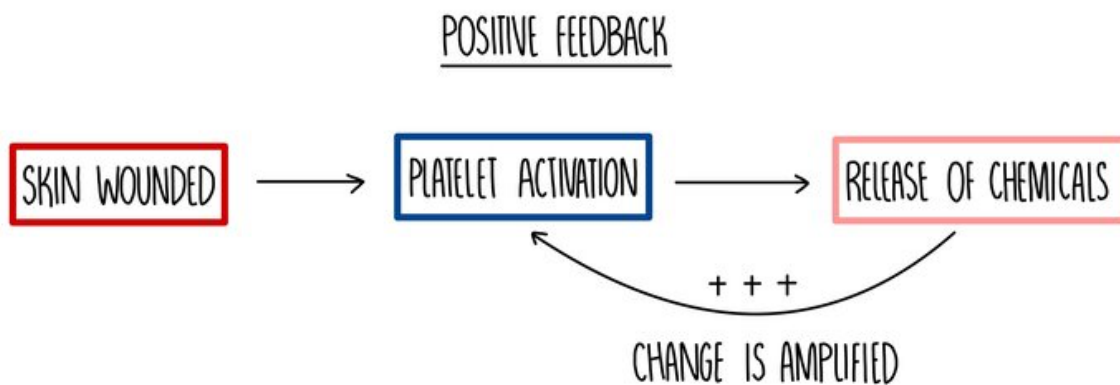 POSITIVE FEEDBACK
SKIN WOUNDED
PLATELET ACTIVATION
RELEASE OF CHEMICALS
+ + +
CHANGE IS AMPLIFIED